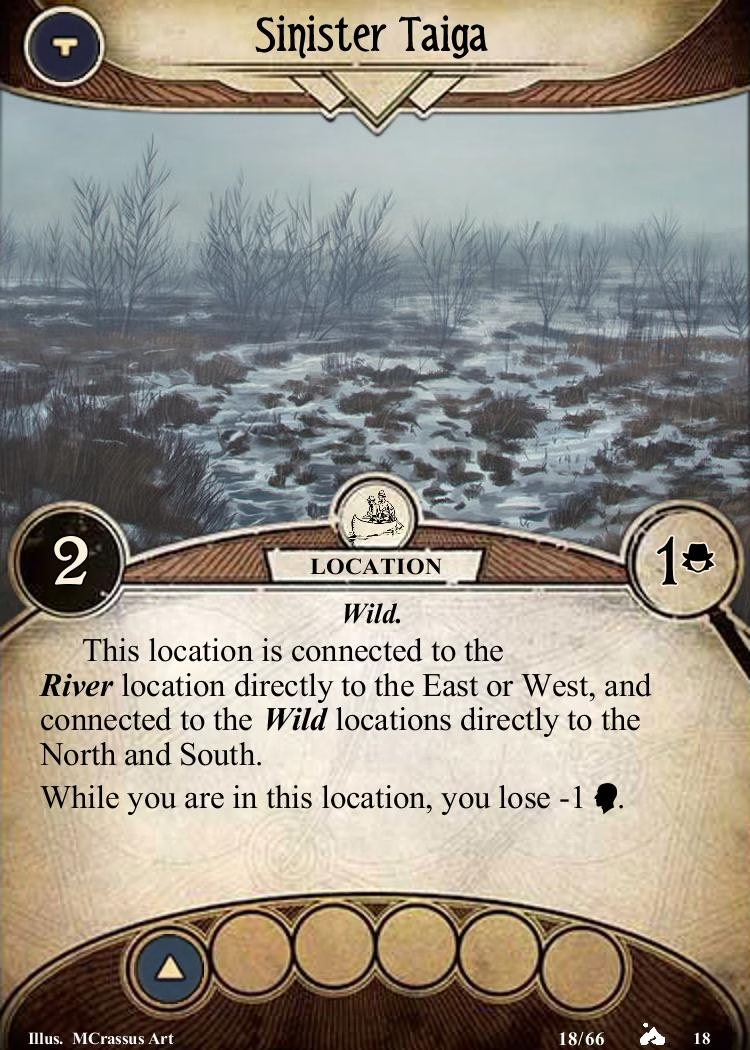 Sinister Taiga
2
LOCATION
1
Wild.
This location is connected to the
River location directly to the East or West, and
connected to the Wild locations directly to the
North and South.
While you are in this location, you lose -1 .
Illus. MCrassus Art
18/66
18